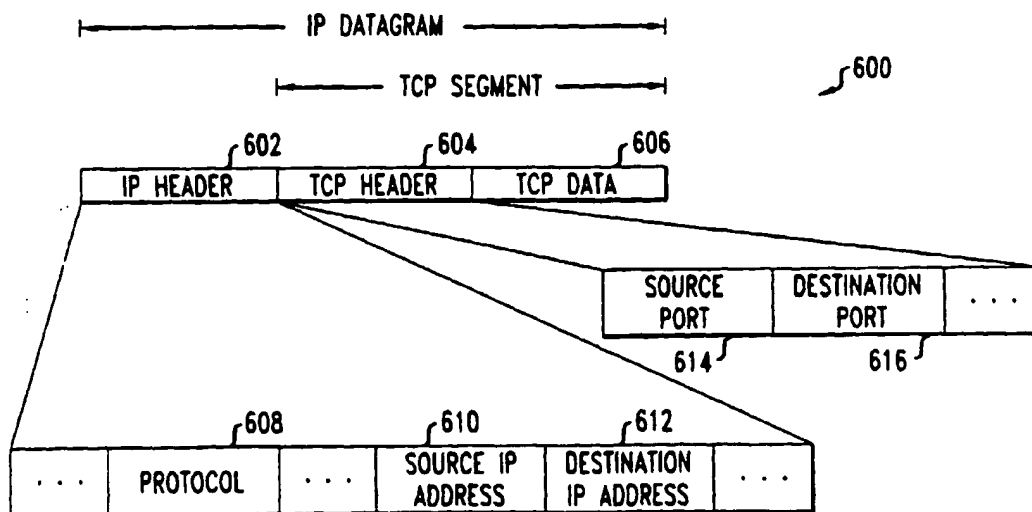 IP DATAGRAM
TCP SEGMENT
600
602
604
606
IP HEADER
TCP HEADER
TCP DATA
SOURCE PORT
DESTINATION PORT
...
614
616
608
610
612
...
PROTOCOL
...
SOURCE IP ADDRESS
DESTINATION IP ADDRESS
...